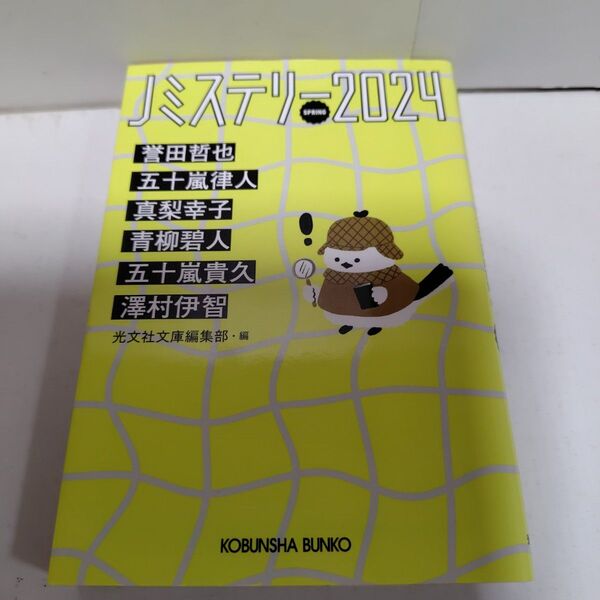 Jミステリー2024
SPRING
誉田哲也
五十嵐律人
真梨幸子
青柳碧人
五十嵐貴久
澤村伊智
光文社文庫編集部・編
!
KOBUNSHA BUNKO